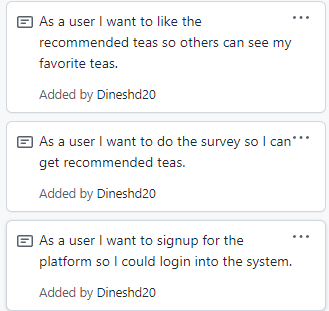 As a user I want to like the
recommended teas so others can see my
favorite teas.
Added by Dineshd20
As a user I want to do the survey so I can
get recommended teas.
Added by Dineshd20
As a user I want to signup for the
platform so I could login into the system.
Added by Dineshd20